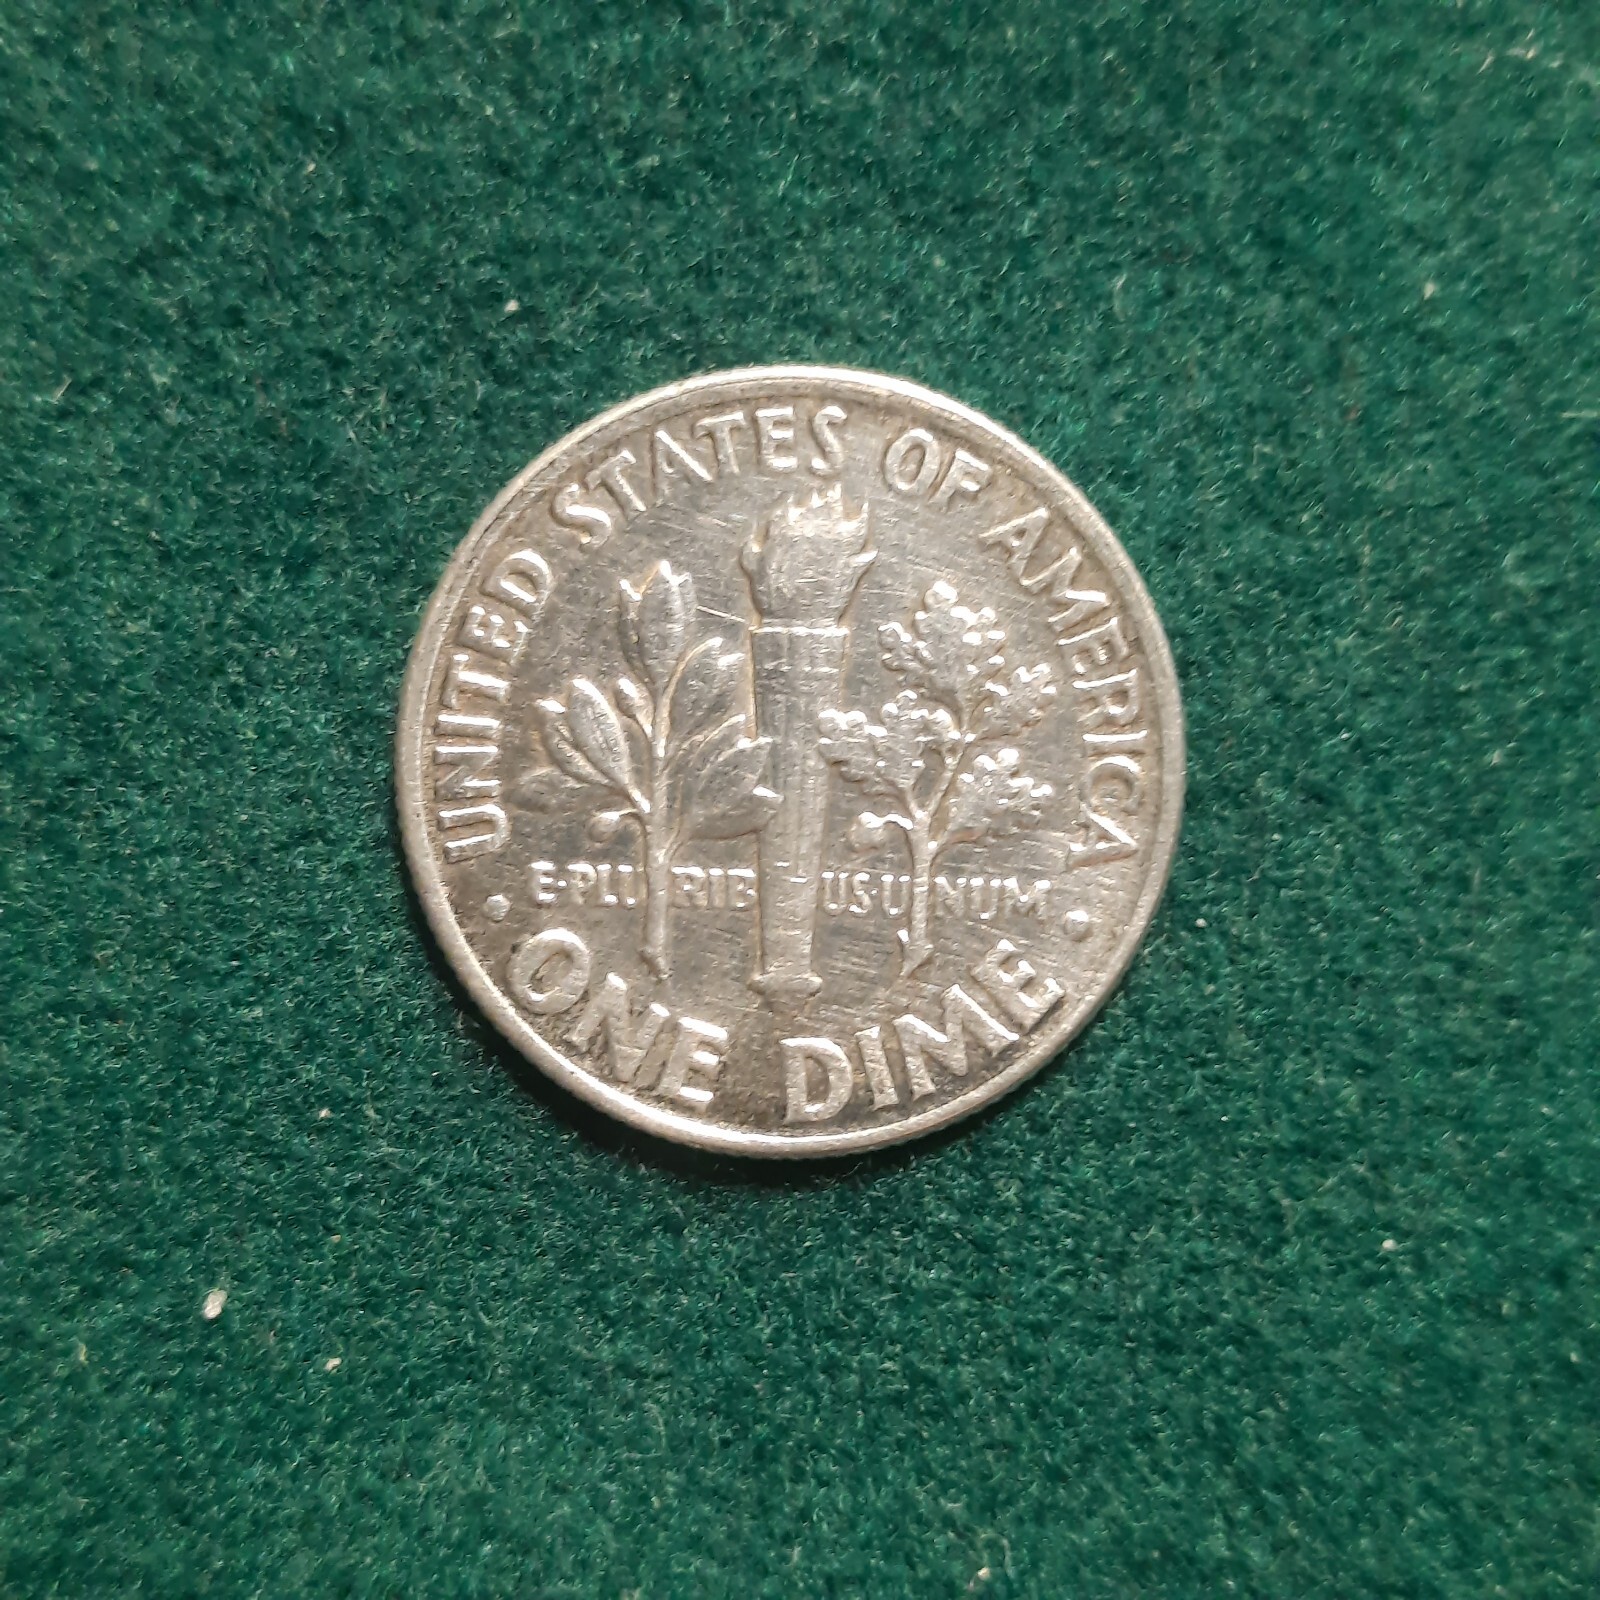 UNITED STATES OF AMERICA
E·PLURIBUS·UNUM
· ONE DIME ·